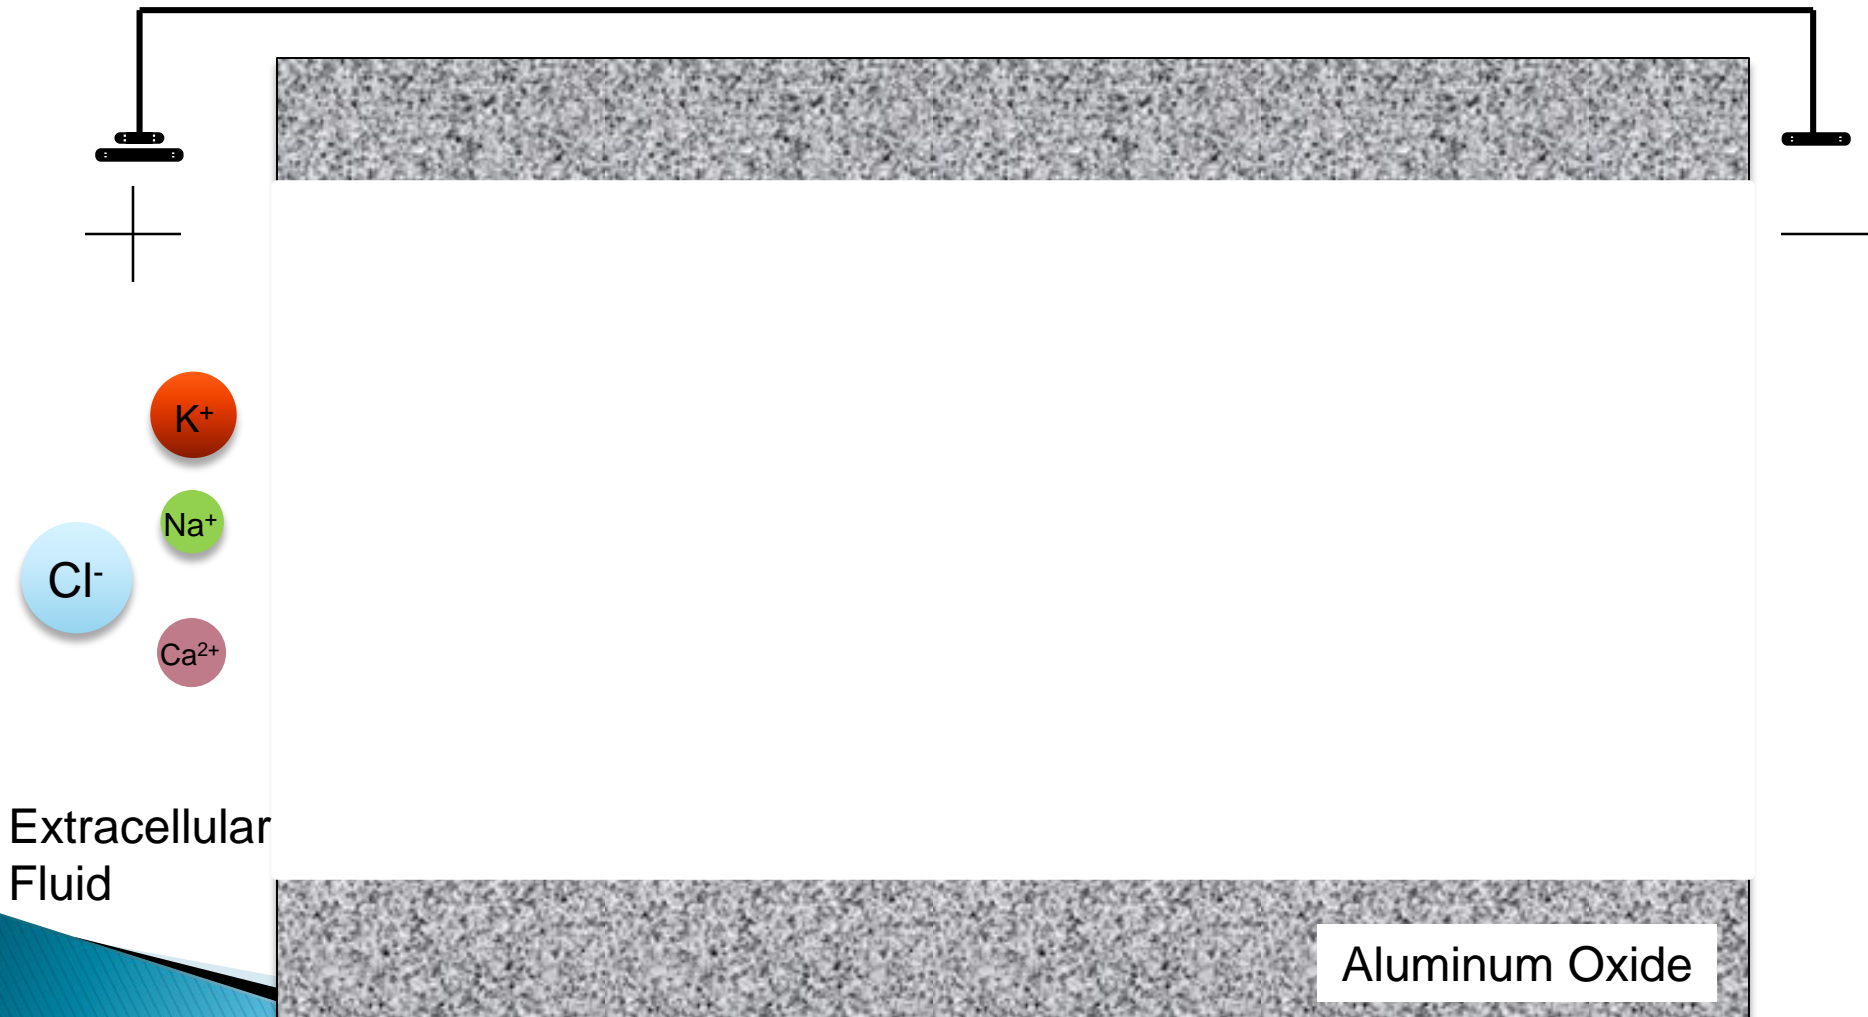 K⁺
Na⁺
Cl⁻
Ca²⁺
Extracellular
Fluid
Aluminum Oxide